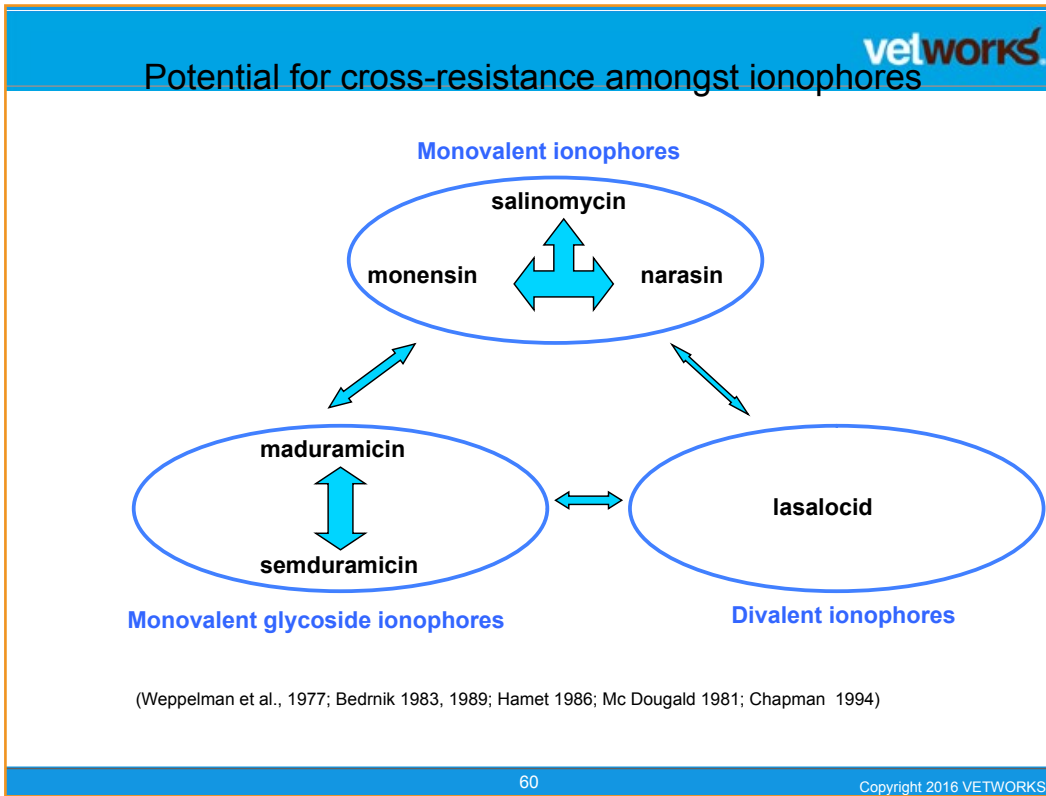 vetworks.
Potential for cross-resistance amongst ionophores
Monovalent ionophores
salinomycin
monensin narasin
maduramicin
lasalocid
semduramicin
Monovalent glycoside ionophores Divalent ionophores
(Weppelman et al., 1977; Bedrnik 1983, 1989; Hamet 1986; Mc Dougald 1981; Chapman 1994)
60 Copyright 2016 VETWORKS